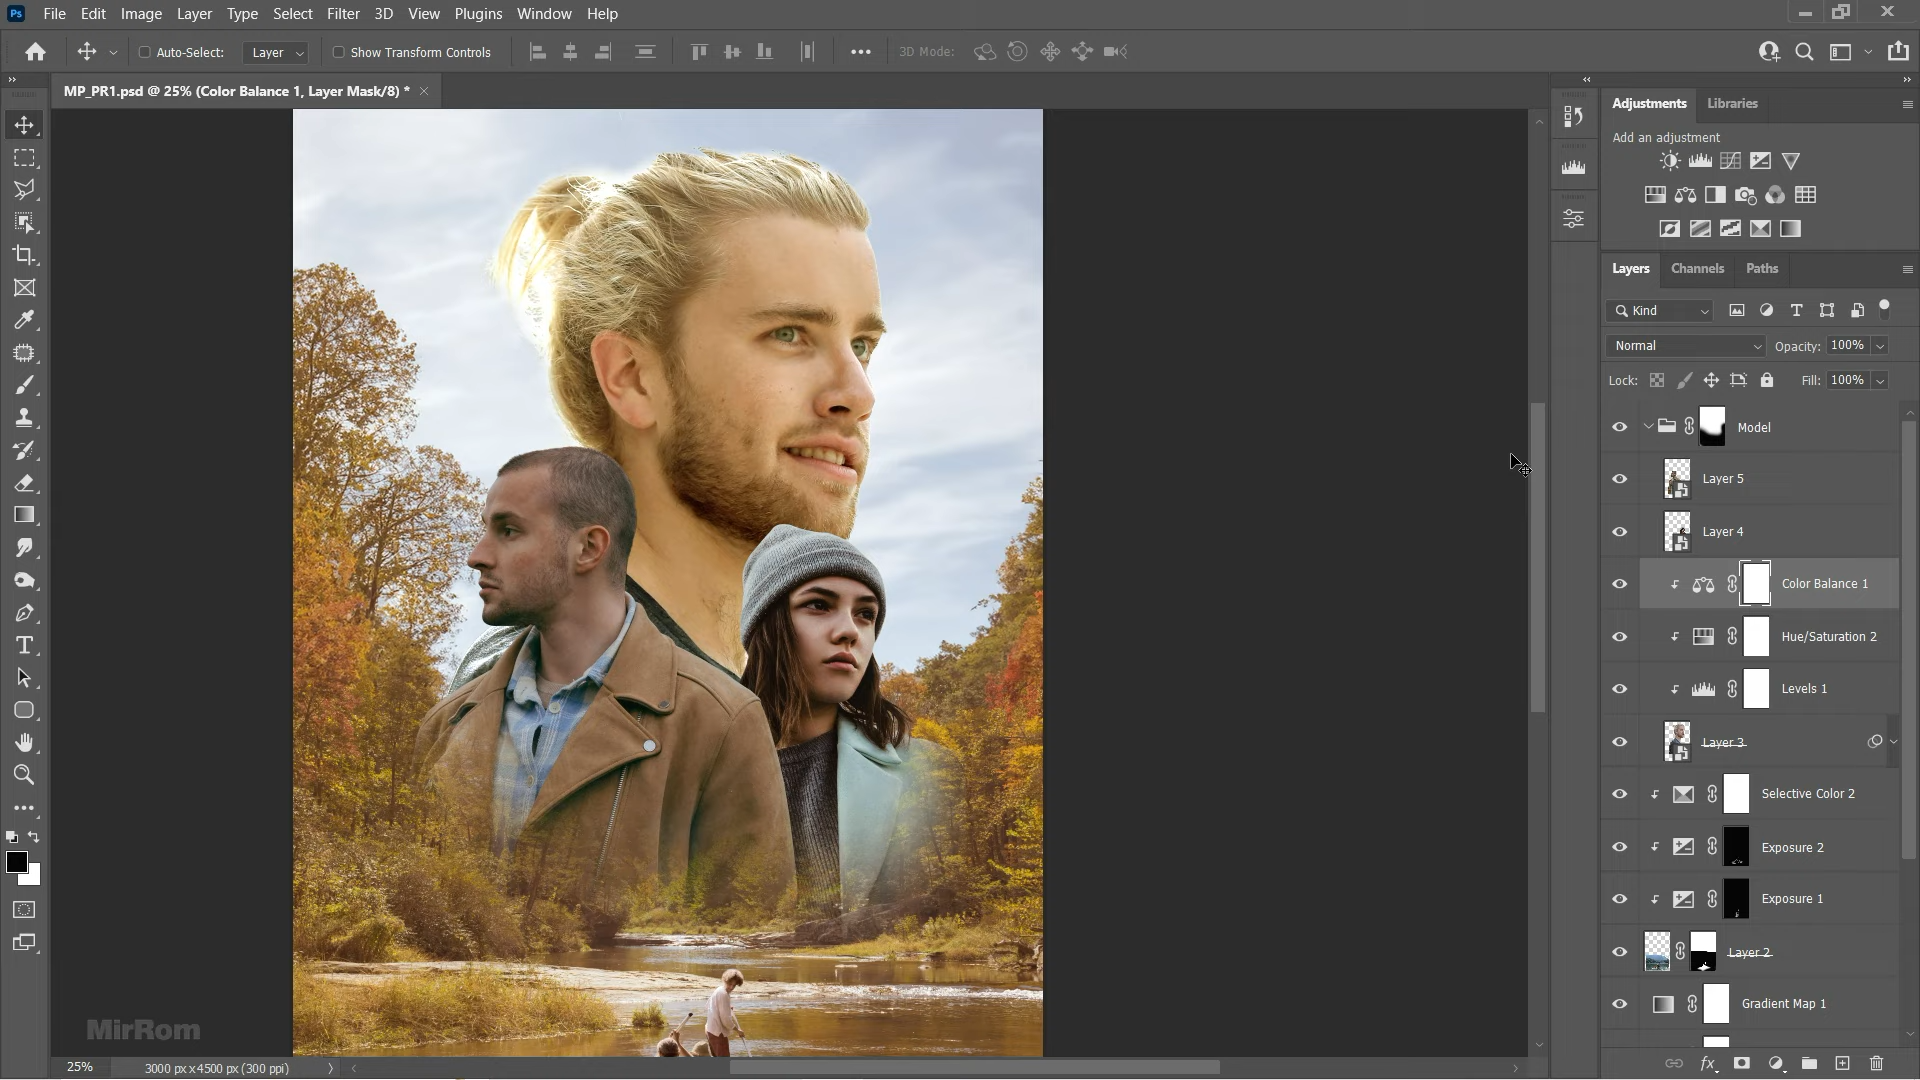 Ps File Edit Image Layer Type Select Filter 3D View Plugins Window Help
Auto-Select: Layer Show Transform Controls 3D Mode:
MP_PR1.psd @ 25% (Color Balance 1, Layer Mask/8) *
Adjustments Libraries
Add an adjustment
Layers Channels Paths
Kind
Normal Opacity: 100%
Lock: Fill: 100%
Model
Layer 5
Layer 4
Color Balance 1
Hue/Saturation 2
Levels 1
Layer 3
Selective Color 2
Exposure 2
Exposure 1
Layer 2
Gradient Map 1
MirRom
25% 3000 px x 4500 px (300 ppi)